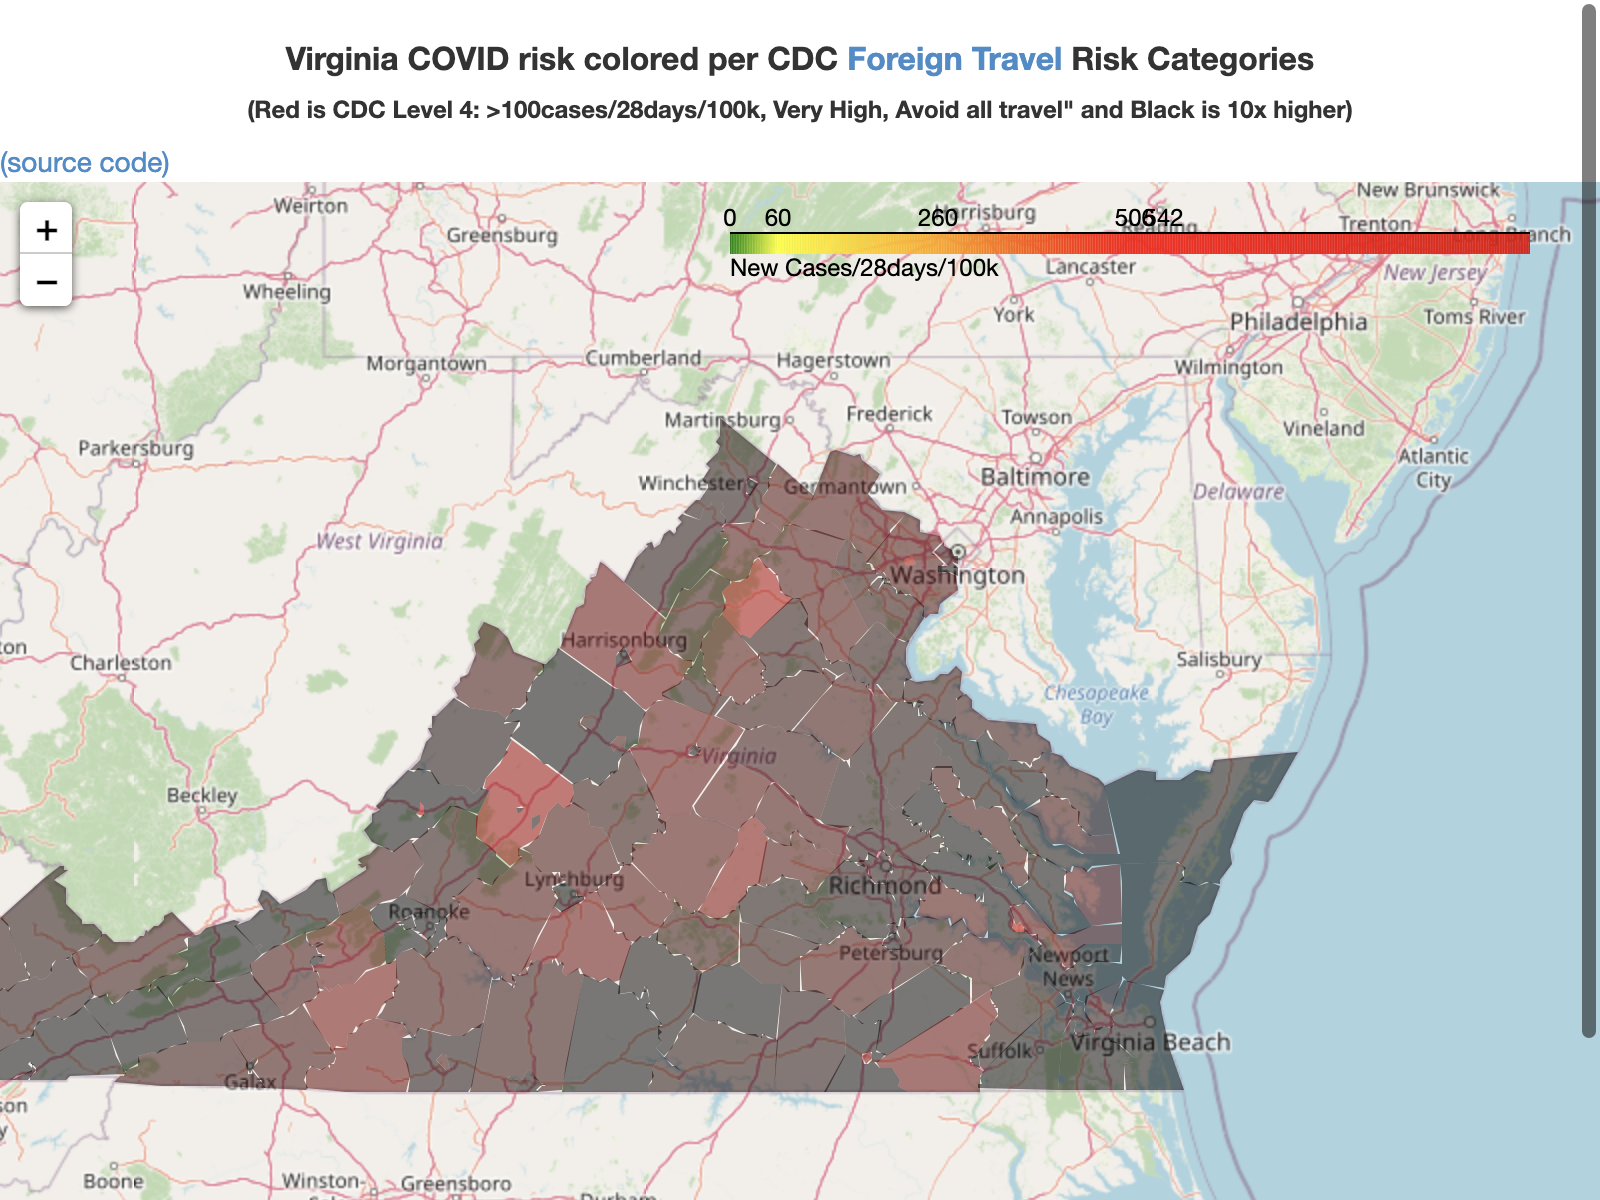 Virginia COVID risk colored per CDC Foreign Travel Risk Categories
(Red is CDC Level 4: >100cases/28days/100k, Very High, Avoid all travel" and Black is 10x higher)
(source code)
+
−
0 60 260 506 542
New Cases/28days/100k
New Brunswick
Weirton
Harrisburg
Reading
Trenton
Long Branch
Greensburg
Lancaster
New Jersey
Wheeling
York
Philadelphia
Toms River
Morgantown
Cumberland
Hagerstown
Wilmington
Martinsburg
Frederick
Towson
Vineland
Parkersburg
Baltimore
Atlantic
City
Winchester
Germantown
Delaware
Annapolis
West Virginia
Washington
Harrisonburg
Charleston
Salisbury
Chesapeake
Bay
Virginia
Beckley
Lynchburg
Richmond
Roanoke
Petersburg
Newport
News
Virginia Beach
Suffolk
Galax
son
y
ton
Boone
Winston-
Greensboro
Durham